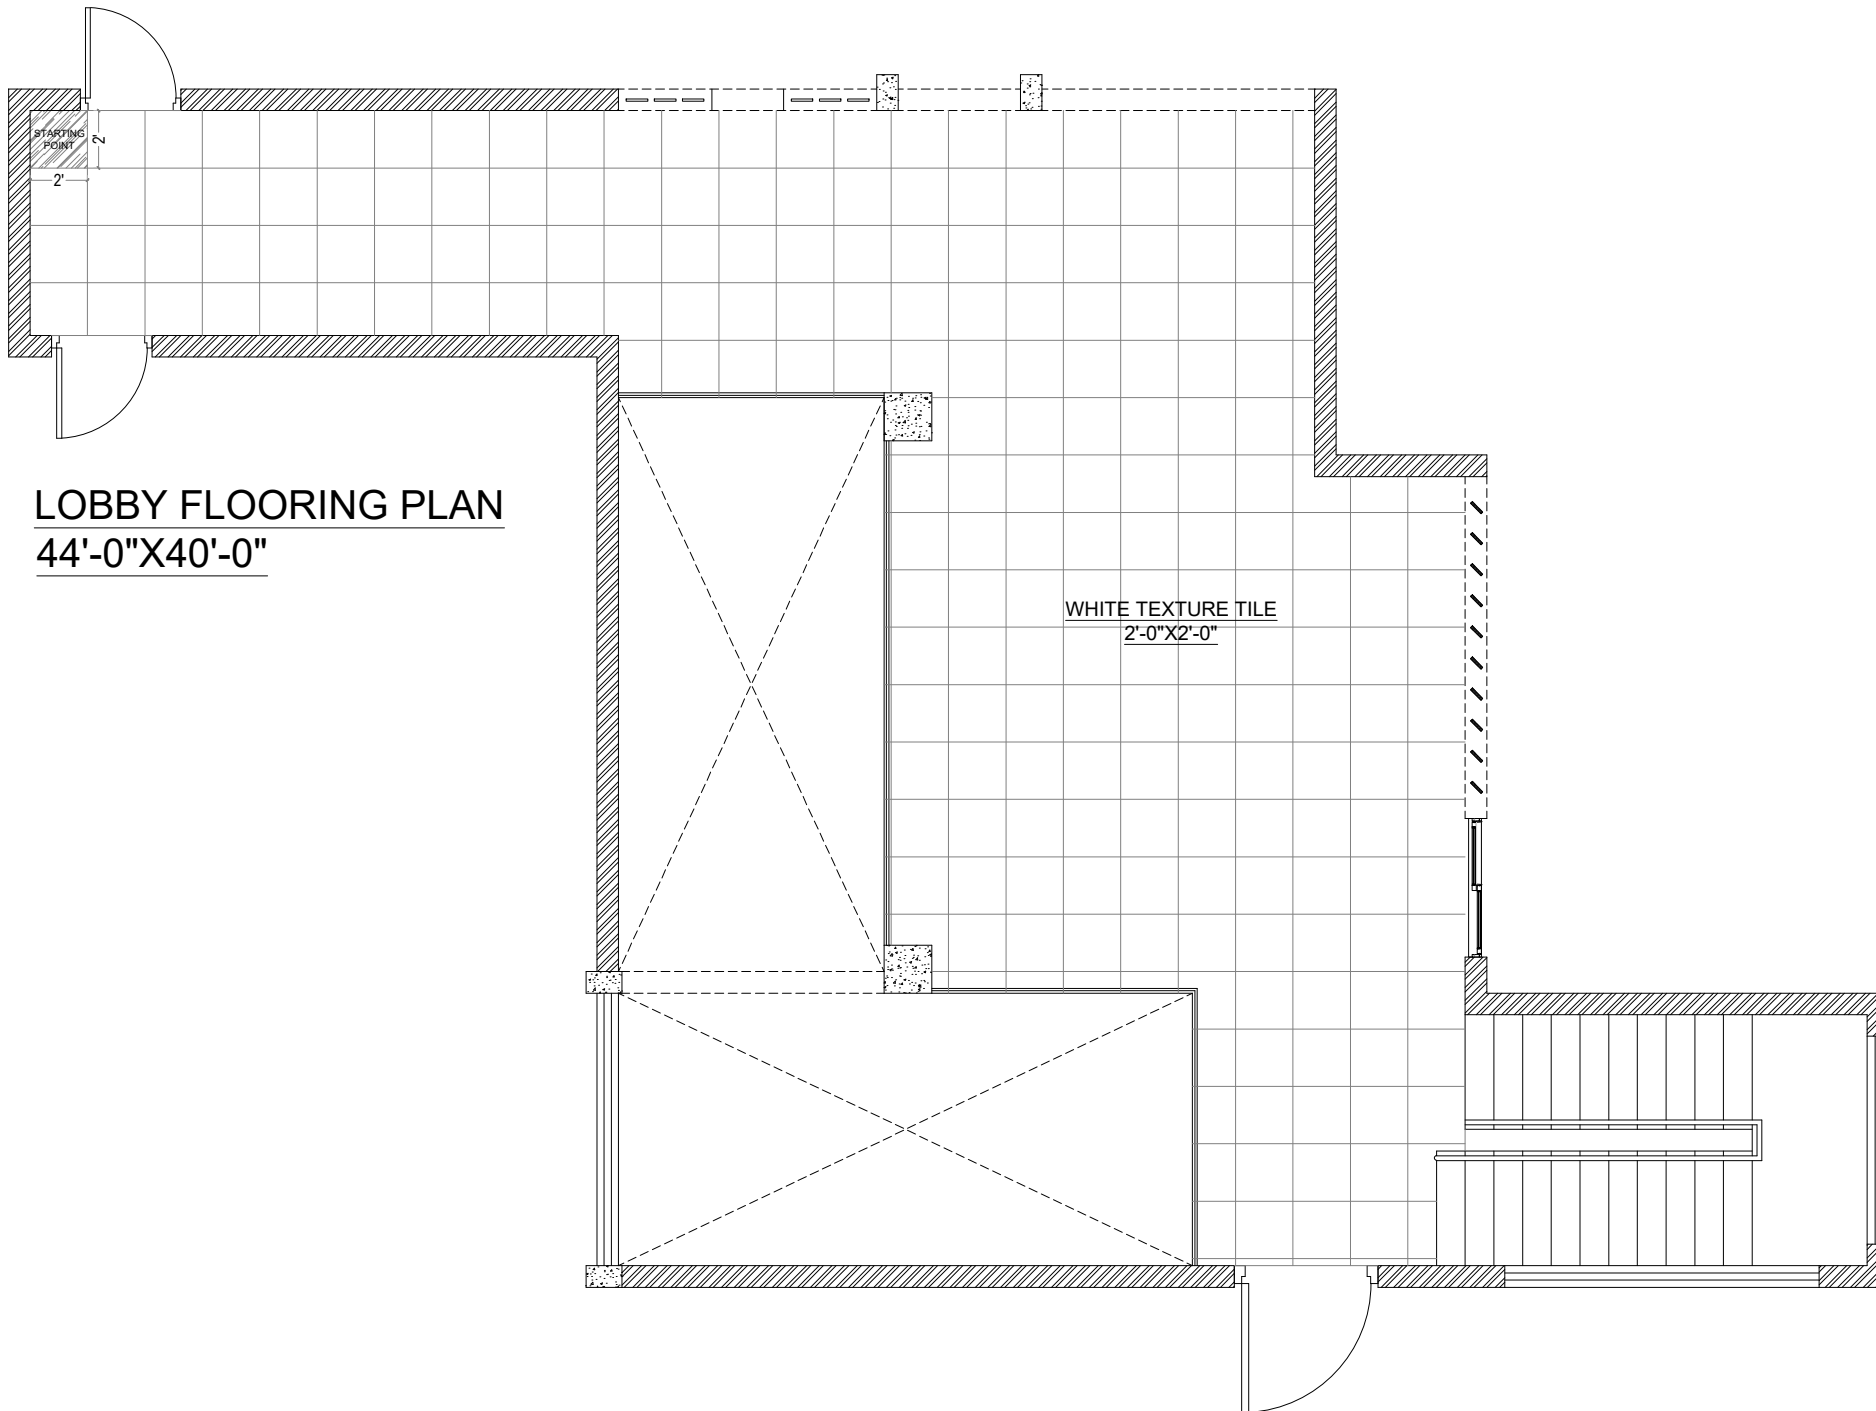 STARTING
POINT
2'
2'
LOBBY FLOORING PLAN
44'-0"X40'-0"
WHITE TEXTURE TILE
2'-0"X2'-0"